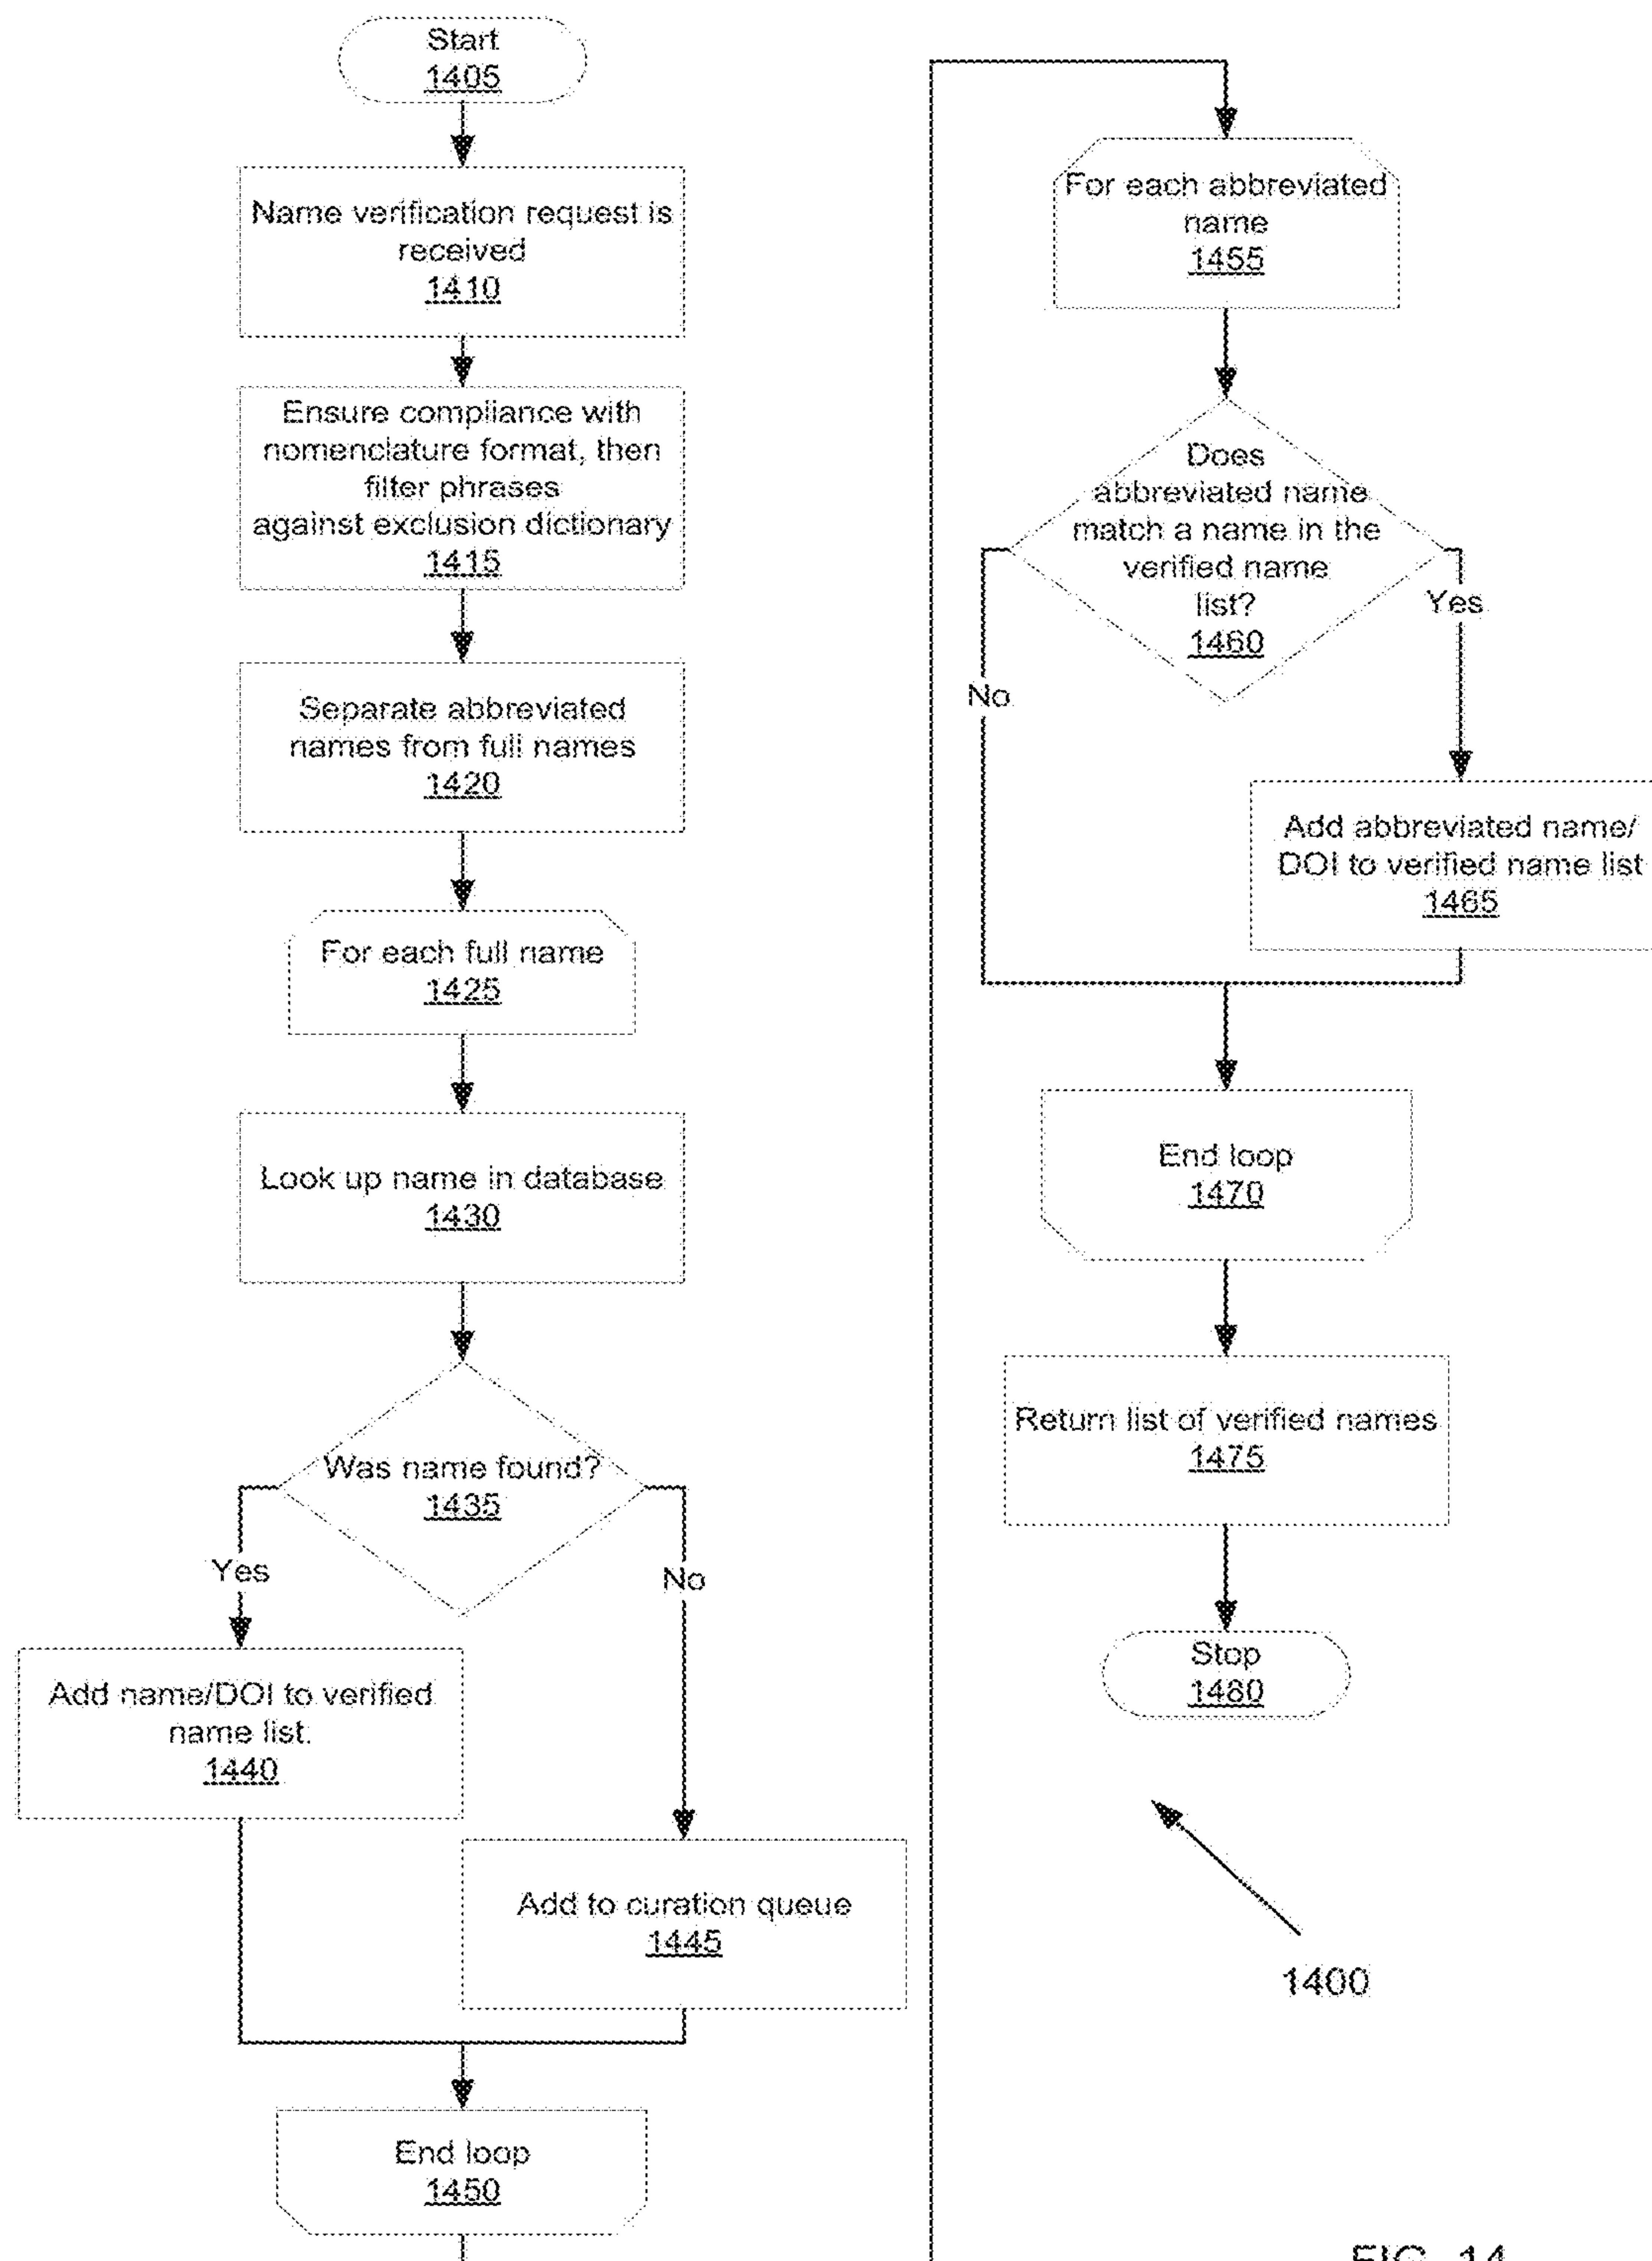 Start
1405
Name verification request is
received
1410
Ensure compliance with
nomenclature format, then
filter phrases
against exclusion dictionary
1415
Separate abbreviated
names from full names
1420
For each full name
1425
Look up name in database
1430
Was name found?
1435
Yes
No
Add name/DOI to verified
name list.
1440
Add to curation queue
1445
End loop
1450
For each abbreviated
name
1455
Does
abbreviated name
match a name in the
verified name
list?
1460
Yes
No
Add abbreviated name/
DOI to verified name list
1465
End loop
1470
Return list of verified names
1475
Stop
1480
1400
FIG. 14